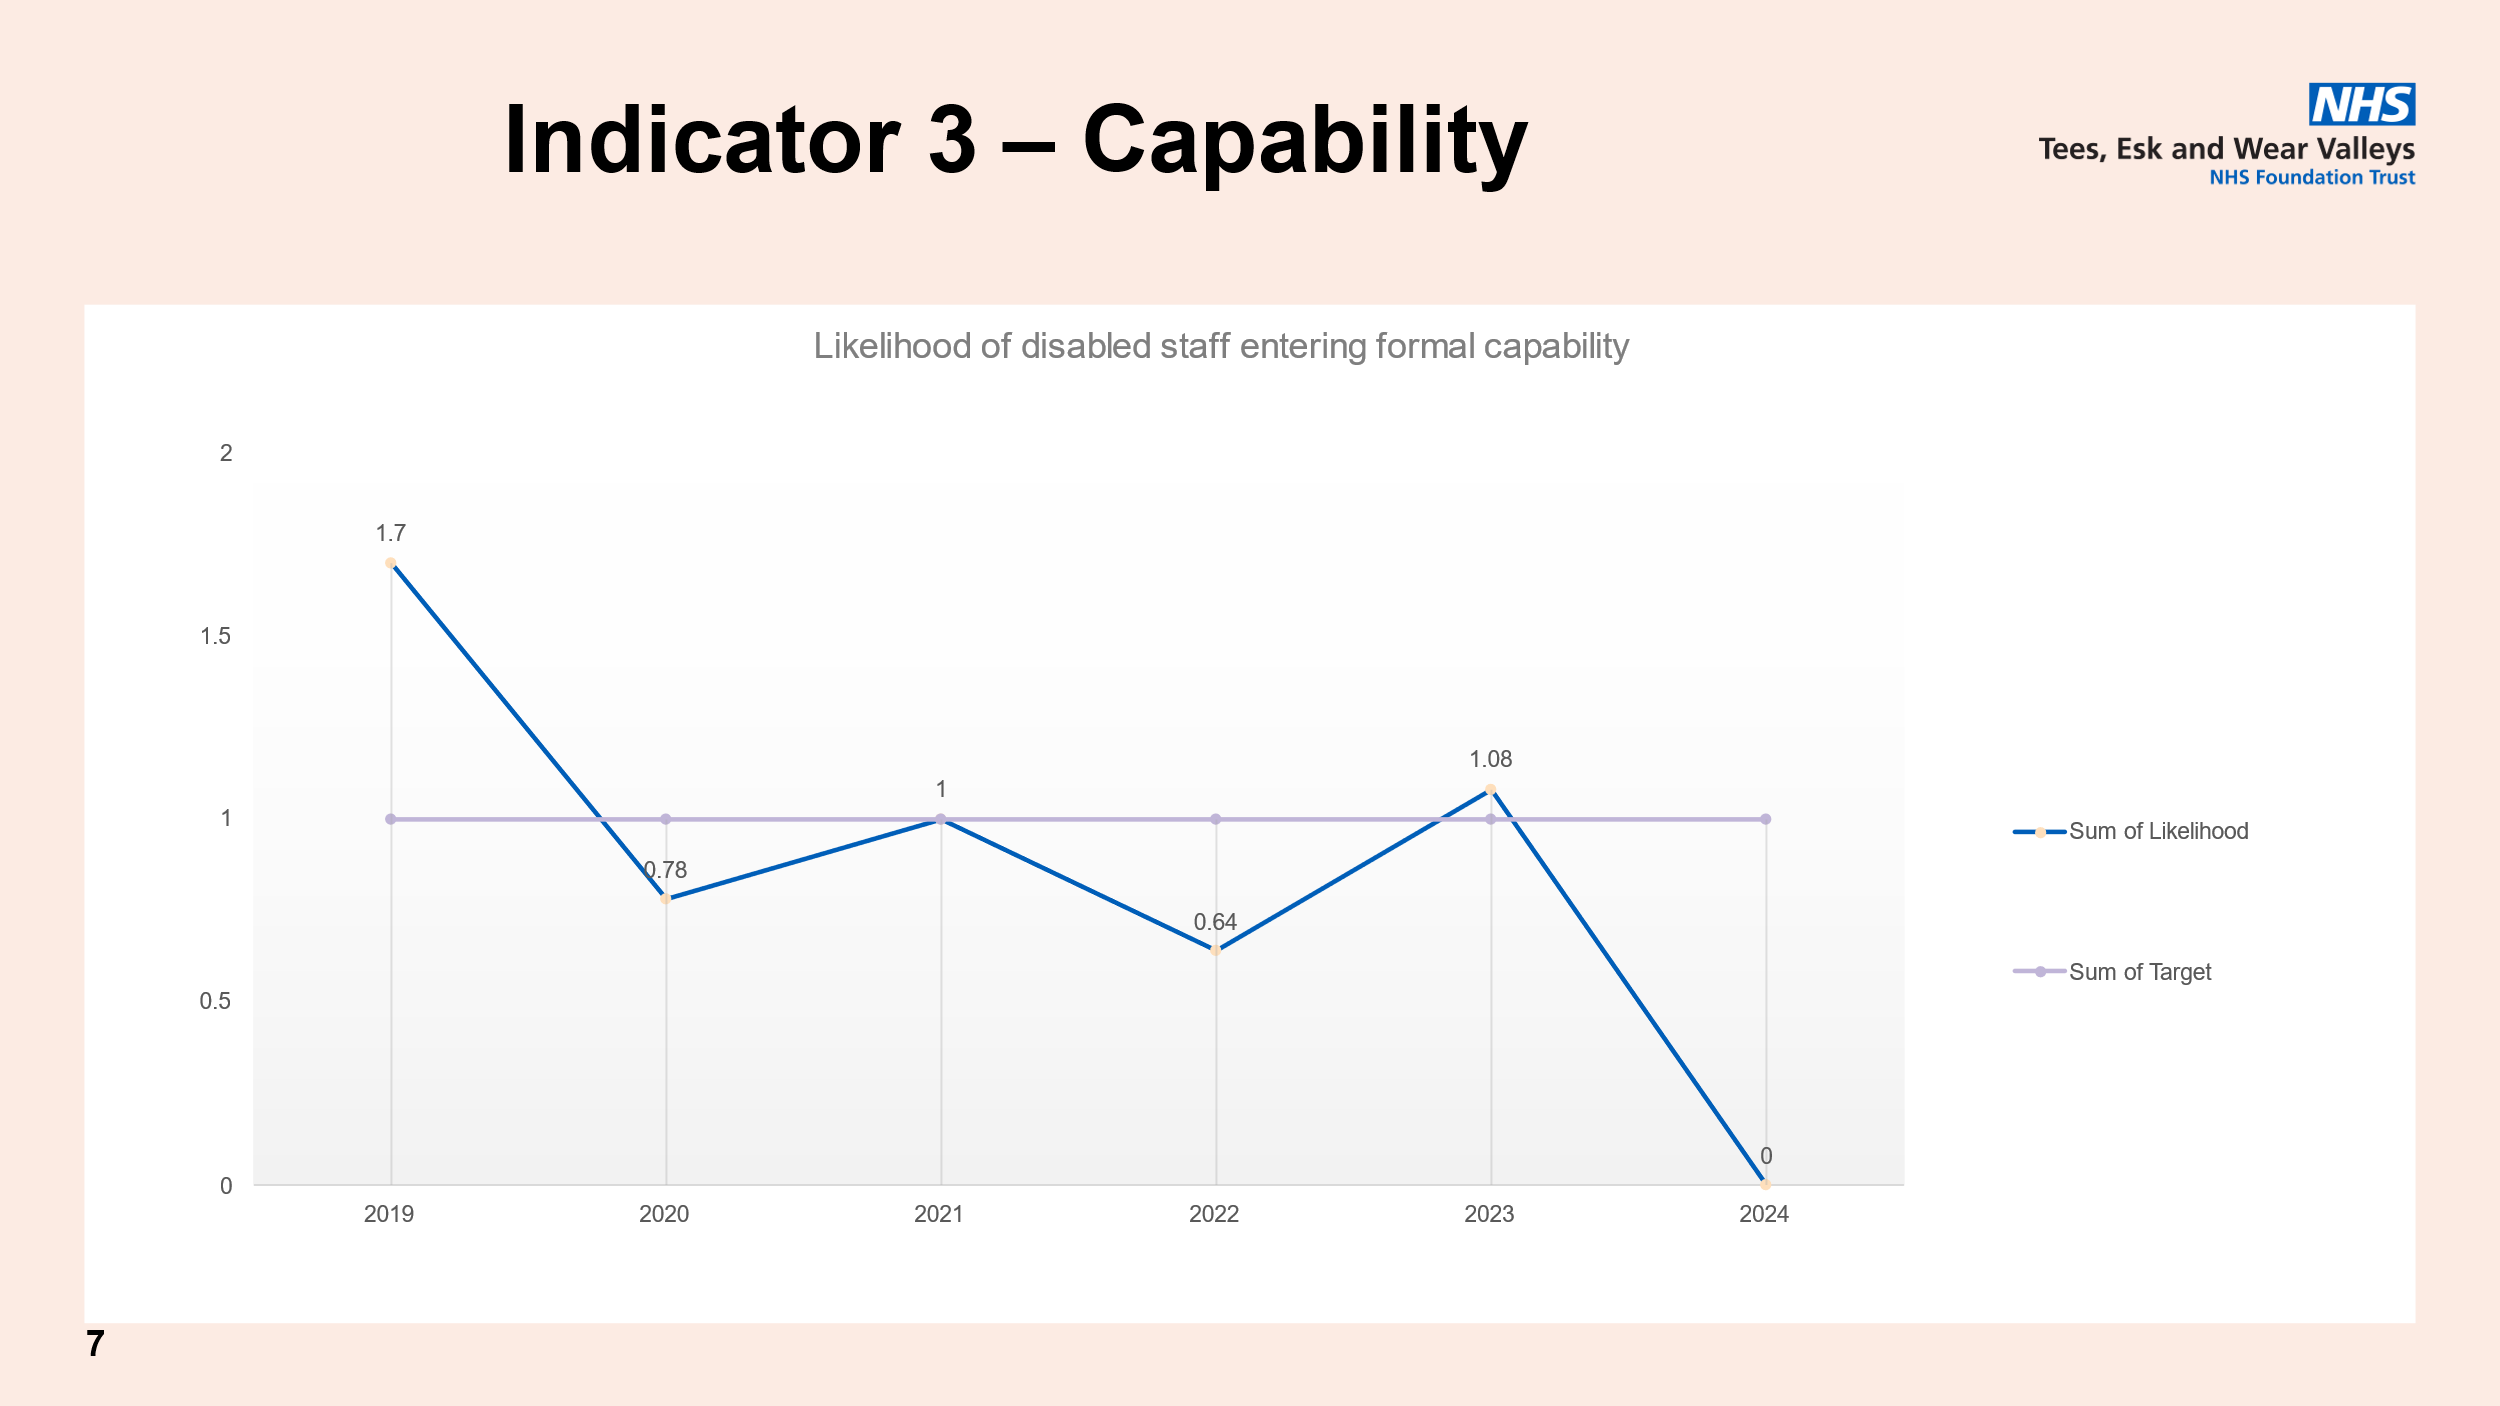 Indicator 3 – Capability
NHS
Tees, Esk and Wear Valleys
NHS Foundation Trust
Likelihood of disabled staff entering formal capability
2
1.5
1
0.5
0
1.7
0.78
1
0.64
1.08
0
2019
2020
2021
2022
2023
2024
Sum of Likelihood
Sum of Target
7